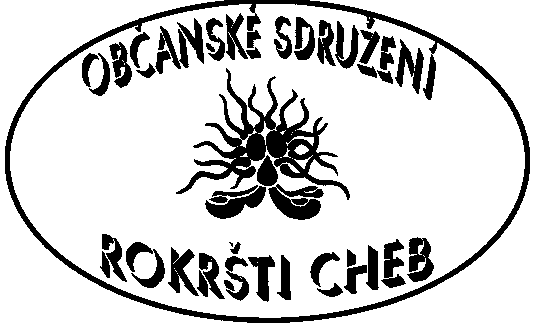 OBČANSKÉ SDRUŽENÍ
ROKRŠTI CHEB